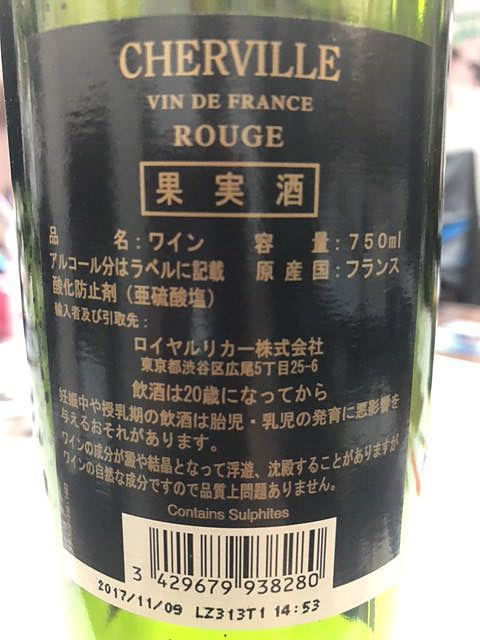 CHERVILLE
VIN DE FRANCE
ROUGE
果実酒
品　名：ワイン　容　量：750ml
アルコール分はラベルに記載　原産国：フランス
酸化防止剤（亜硫酸塩）
輸入者及び引取先：
ロイヤルリカー株式会社
東京都渋谷区広尾5丁目25-6
飲酒は20歳になってから
妊娠中や授乳期の飲酒は胎児・乳児の発育に悪影響を
与えるおそれがあります。
ワインの成分が澱や結晶となって浮遊、沈殿することがありますが
ワインの自然な成分ですので品質上問題ありません。
Contains Sulphites
3 429679 938280
2017/11/09 LZ313T1 14:53